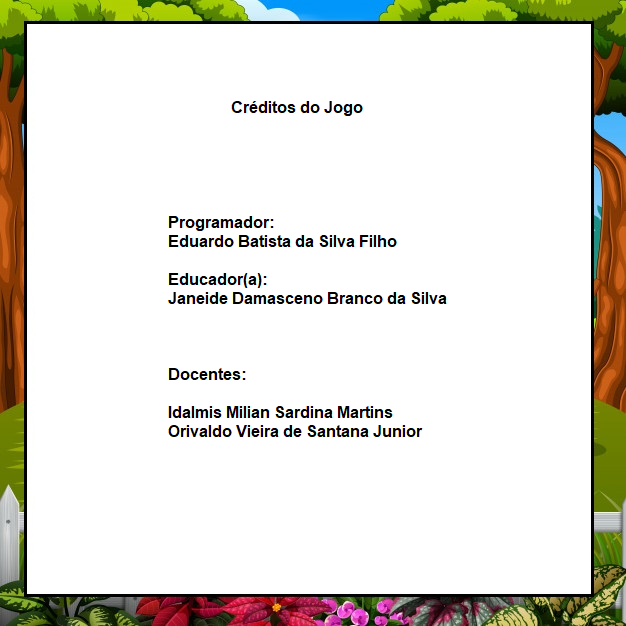 Créditos do Jogo
Programador:
Eduardo Batista da Silva Filho
Educador(a):
Janeide Damasceno Branco da Silva
Docentes:
Idalmis Milian Sardina Martins
Orivaldo Vieira de Santana Junior